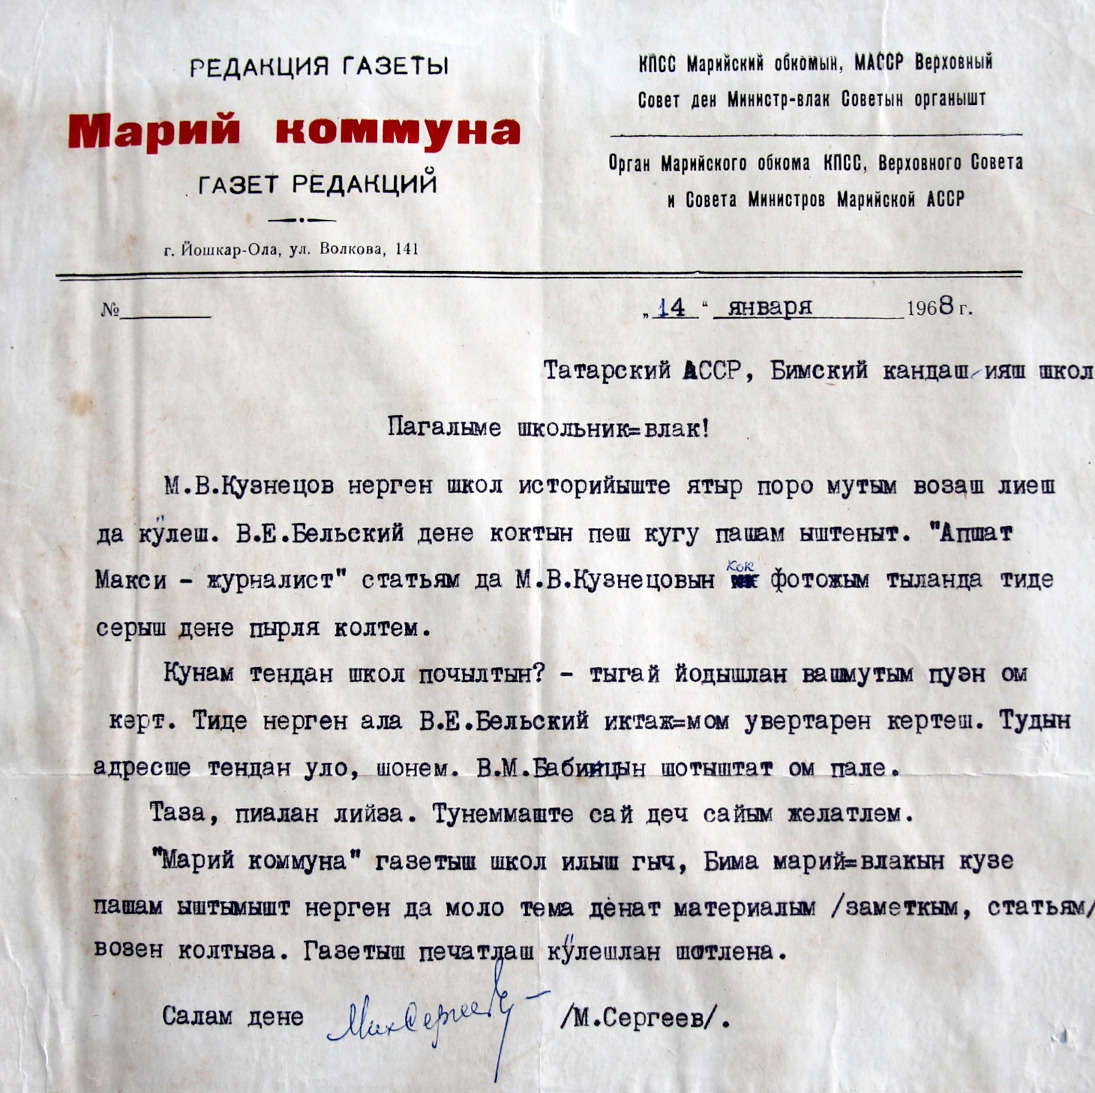 РЕДАКЦИЯ ГАЗЕТЫ
Марий коммуна
ГАЗЕТ РЕДАКЦИЙ
г. Йошкар-Ола, ул. Волкова, 141
КПСС Марийский обкомын, МАССР Верховный
Совет ден Министр-влак Советын органышт
Орган Марийского обкома КПСС, Верховного Совета
и Совета Министров Марийской АССР
№
„14“ января 1968 г.
Татарский АССР, Бимский кандаш ияш школ
Пагалыме школьник=влак!
М.В.Кузнецов нерген школ историйыште ятыр поро мутым возаш лиеш
да кӱлеш. В.Е.Бельский дене коктын пеш кугу пашам ыштеныт. "Апшат
Макси - журналист" статьям да М.В.Кузнецовын кок фотожым тыланда тиде
серыш дене пырля колтем.
Кунам тендан школ почылтын? - тыгай йодышлан вашмутым пуэн ом
керт. Тиде нерген ала В.Е.Бельский иктаж=мом увертарен кертеш. Тудын
адресше тендан уло, шонем. В.М.Бабинцын шотыштат ом пале.
Таза, пиалан лийза. Тунеммаште сай деч сайым желатлем.
"Марий коммуна" газетыш школ илыш гыч, Бима марий=влакын кузе
пашам ыштымышт нерген да моло тема денат материалым /заметкым, статьям/
возен колтыза. Газетыш печатлаш кӱлешлан шотлена.
Салам дене МихСергеев /М.Сергеев/.